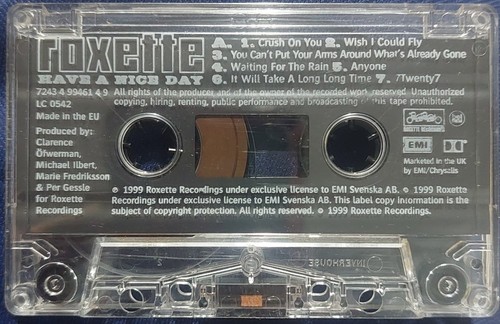 roxette
HAVE A NICE DAY
A. 1. Crush On You 2. Wish I Could Fly
3. You Can't Put Your Arms Around What's Already Gone
4. Waiting For The Rain 5. Anyone
6. It Will Take A Long Long Time 7. 7Twenty7
7243 4 99461 4 9
LC 0542
Made in the EU
All rights of the producer and of the owner of the recorded work reserved. Unauthorized
copying, hiring, renting, public performance and broadcasting of this tape prohibited.
Produced by:
Clarence
Öfwerman,
Michael Ilbert,
Marie Fredriksson
& Per Gessle
for Roxette
Recordings
EMI
Marketed in the UK
by EMI/Chrysalis
℗ 1999 Roxette Recordings under exclusive license to EMI Svenska AB. © 1999 Roxette
Recordings under exclusive license to EMI Svenska AB. This label copy information is the
subject of copyright protection. All rights reserved. © 1999 Roxette Recordings.